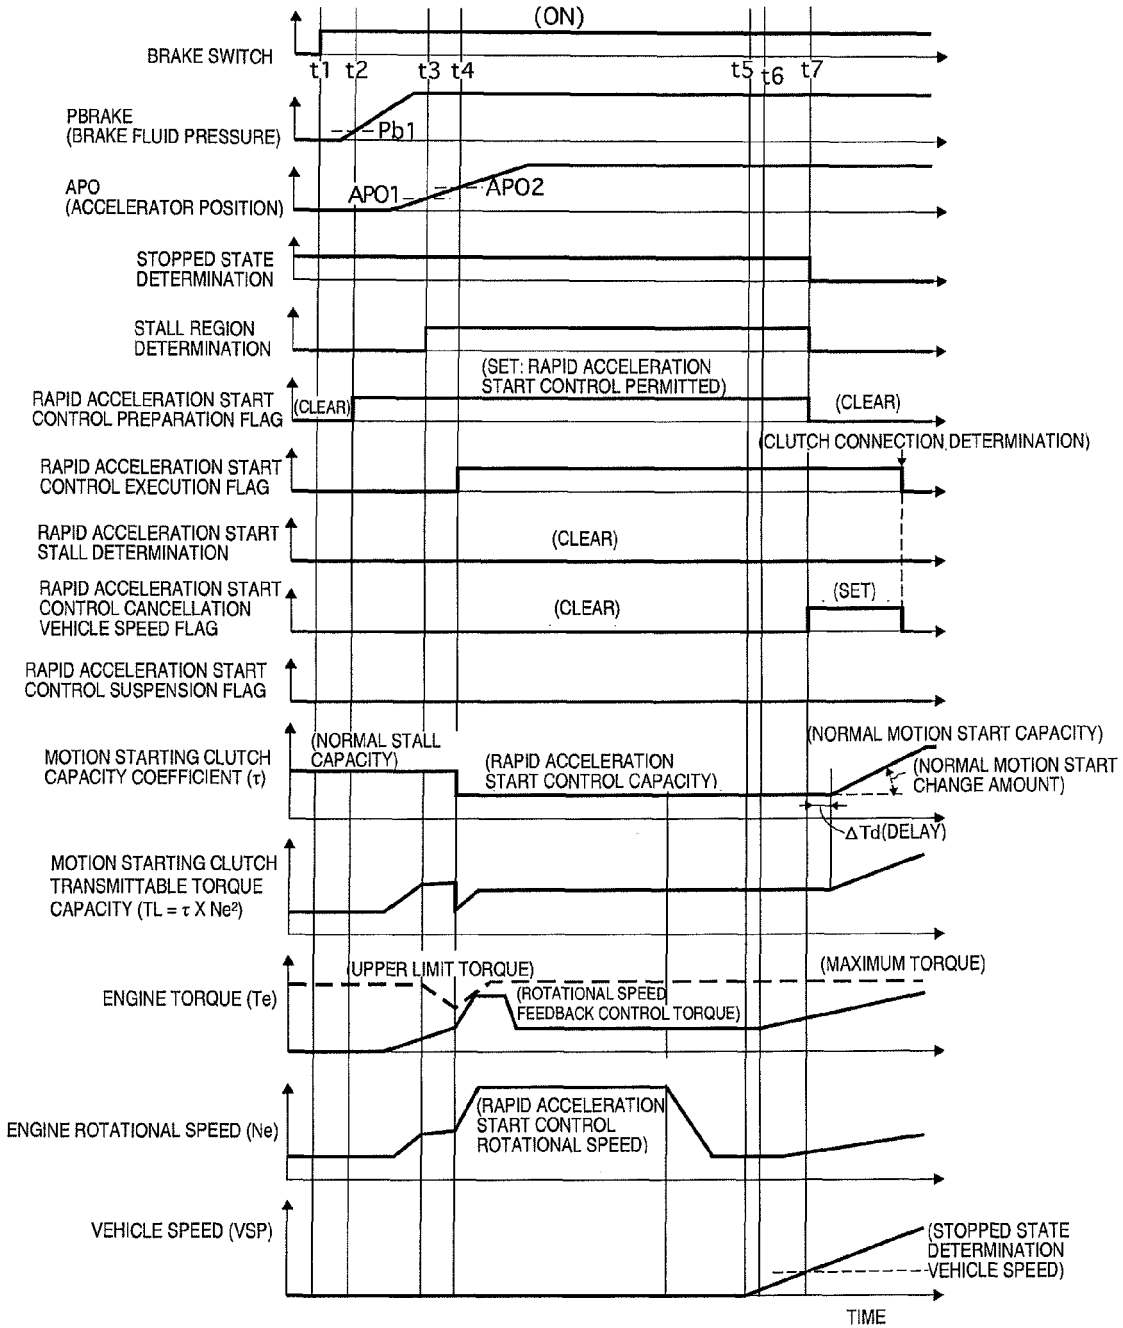 (ON)
BRAKE SWITCH
t1 t2 t3 t4 t5 t6 t7
PBRAKE
(BRAKE FLUID PRESSURE)
Pb1
APO
(ACCELERATOR POSITION)
APO1
APO2
STOPPED STATE
DETERMINATION
STALL REGION
DETERMINATION
(SET: RAPID ACCELERATION
START CONTROL PERMITTED)
RAPID ACCELERATION START
CONTROL PREPARATION FLAG
(CLEAR)
(CLEAR)
(CLUTCH CONNECTION DETERMINATION)
RAPID ACCELERATION START
CONTROL EXECUTION FLAG
RAPID ACCELERATION START
STALL DETERMINATION
(CLEAR)
RAPID ACCELERATION START
CONTROL CANCELLATION
VEHICLE SPEED FLAG
(CLEAR)
(SET)
RAPID ACCELERATION START
CONTROL SUSPENSION FLAG
MOTION STARTING CLUTCH
CAPACITY COEFFICIENT (τ)
(NORMAL STALL
CAPACITY)
(RAPID ACCELERATION
START CONTROL CAPACITY)
(NORMAL MOTION START CAPACITY)
(NORMAL MOTION START
CHANGE AMOUNT)
ΔTd(DELAY)
MOTION STARTING CLUTCH
TRANSMITTABLE TORQUE
CAPACITY (TL = τ X Ne²)
(UPPER LIMIT TORQUE)
(MAXIMUM TORQUE)
ENGINE TORQUE (Te)
(ROTATIONAL SPEED
FEEDBACK CONTROL TORQUE)
ENGINE ROTATIONAL SPEED (Ne)
(RAPID ACCELERATION
START CONTROL
ROTATIONAL SPEED)
VEHICLE SPEED (VSP)
(STOPPED STATE
DETERMINATION
VEHICLE SPEED)
TIME